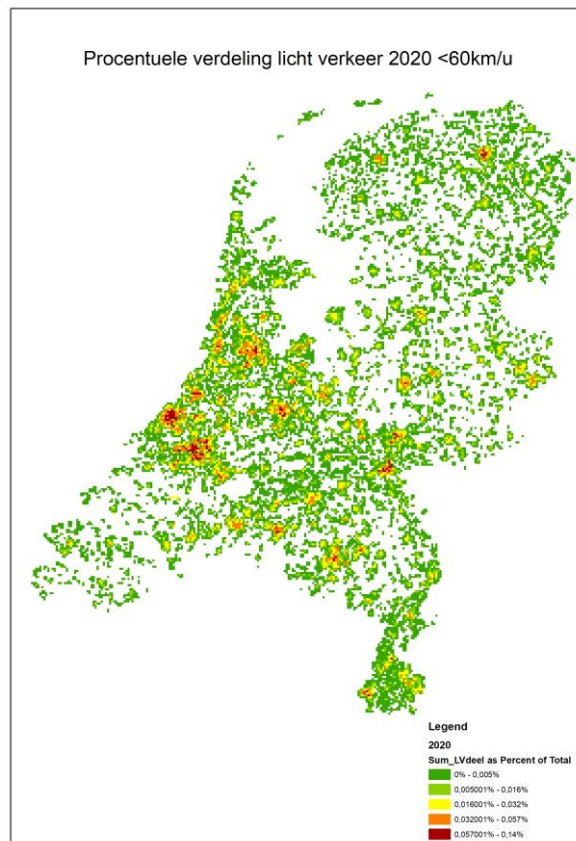 Procentuele verdeling licht verkeer 2020 <60km/u
Legend
2020
Sum_LVdeel as Percent of Total
0% - 0,005%
0,005001% - 0,016%
0,016001% - 0,032%
0,032001% - 0,057%
0,057001% - 0,14%